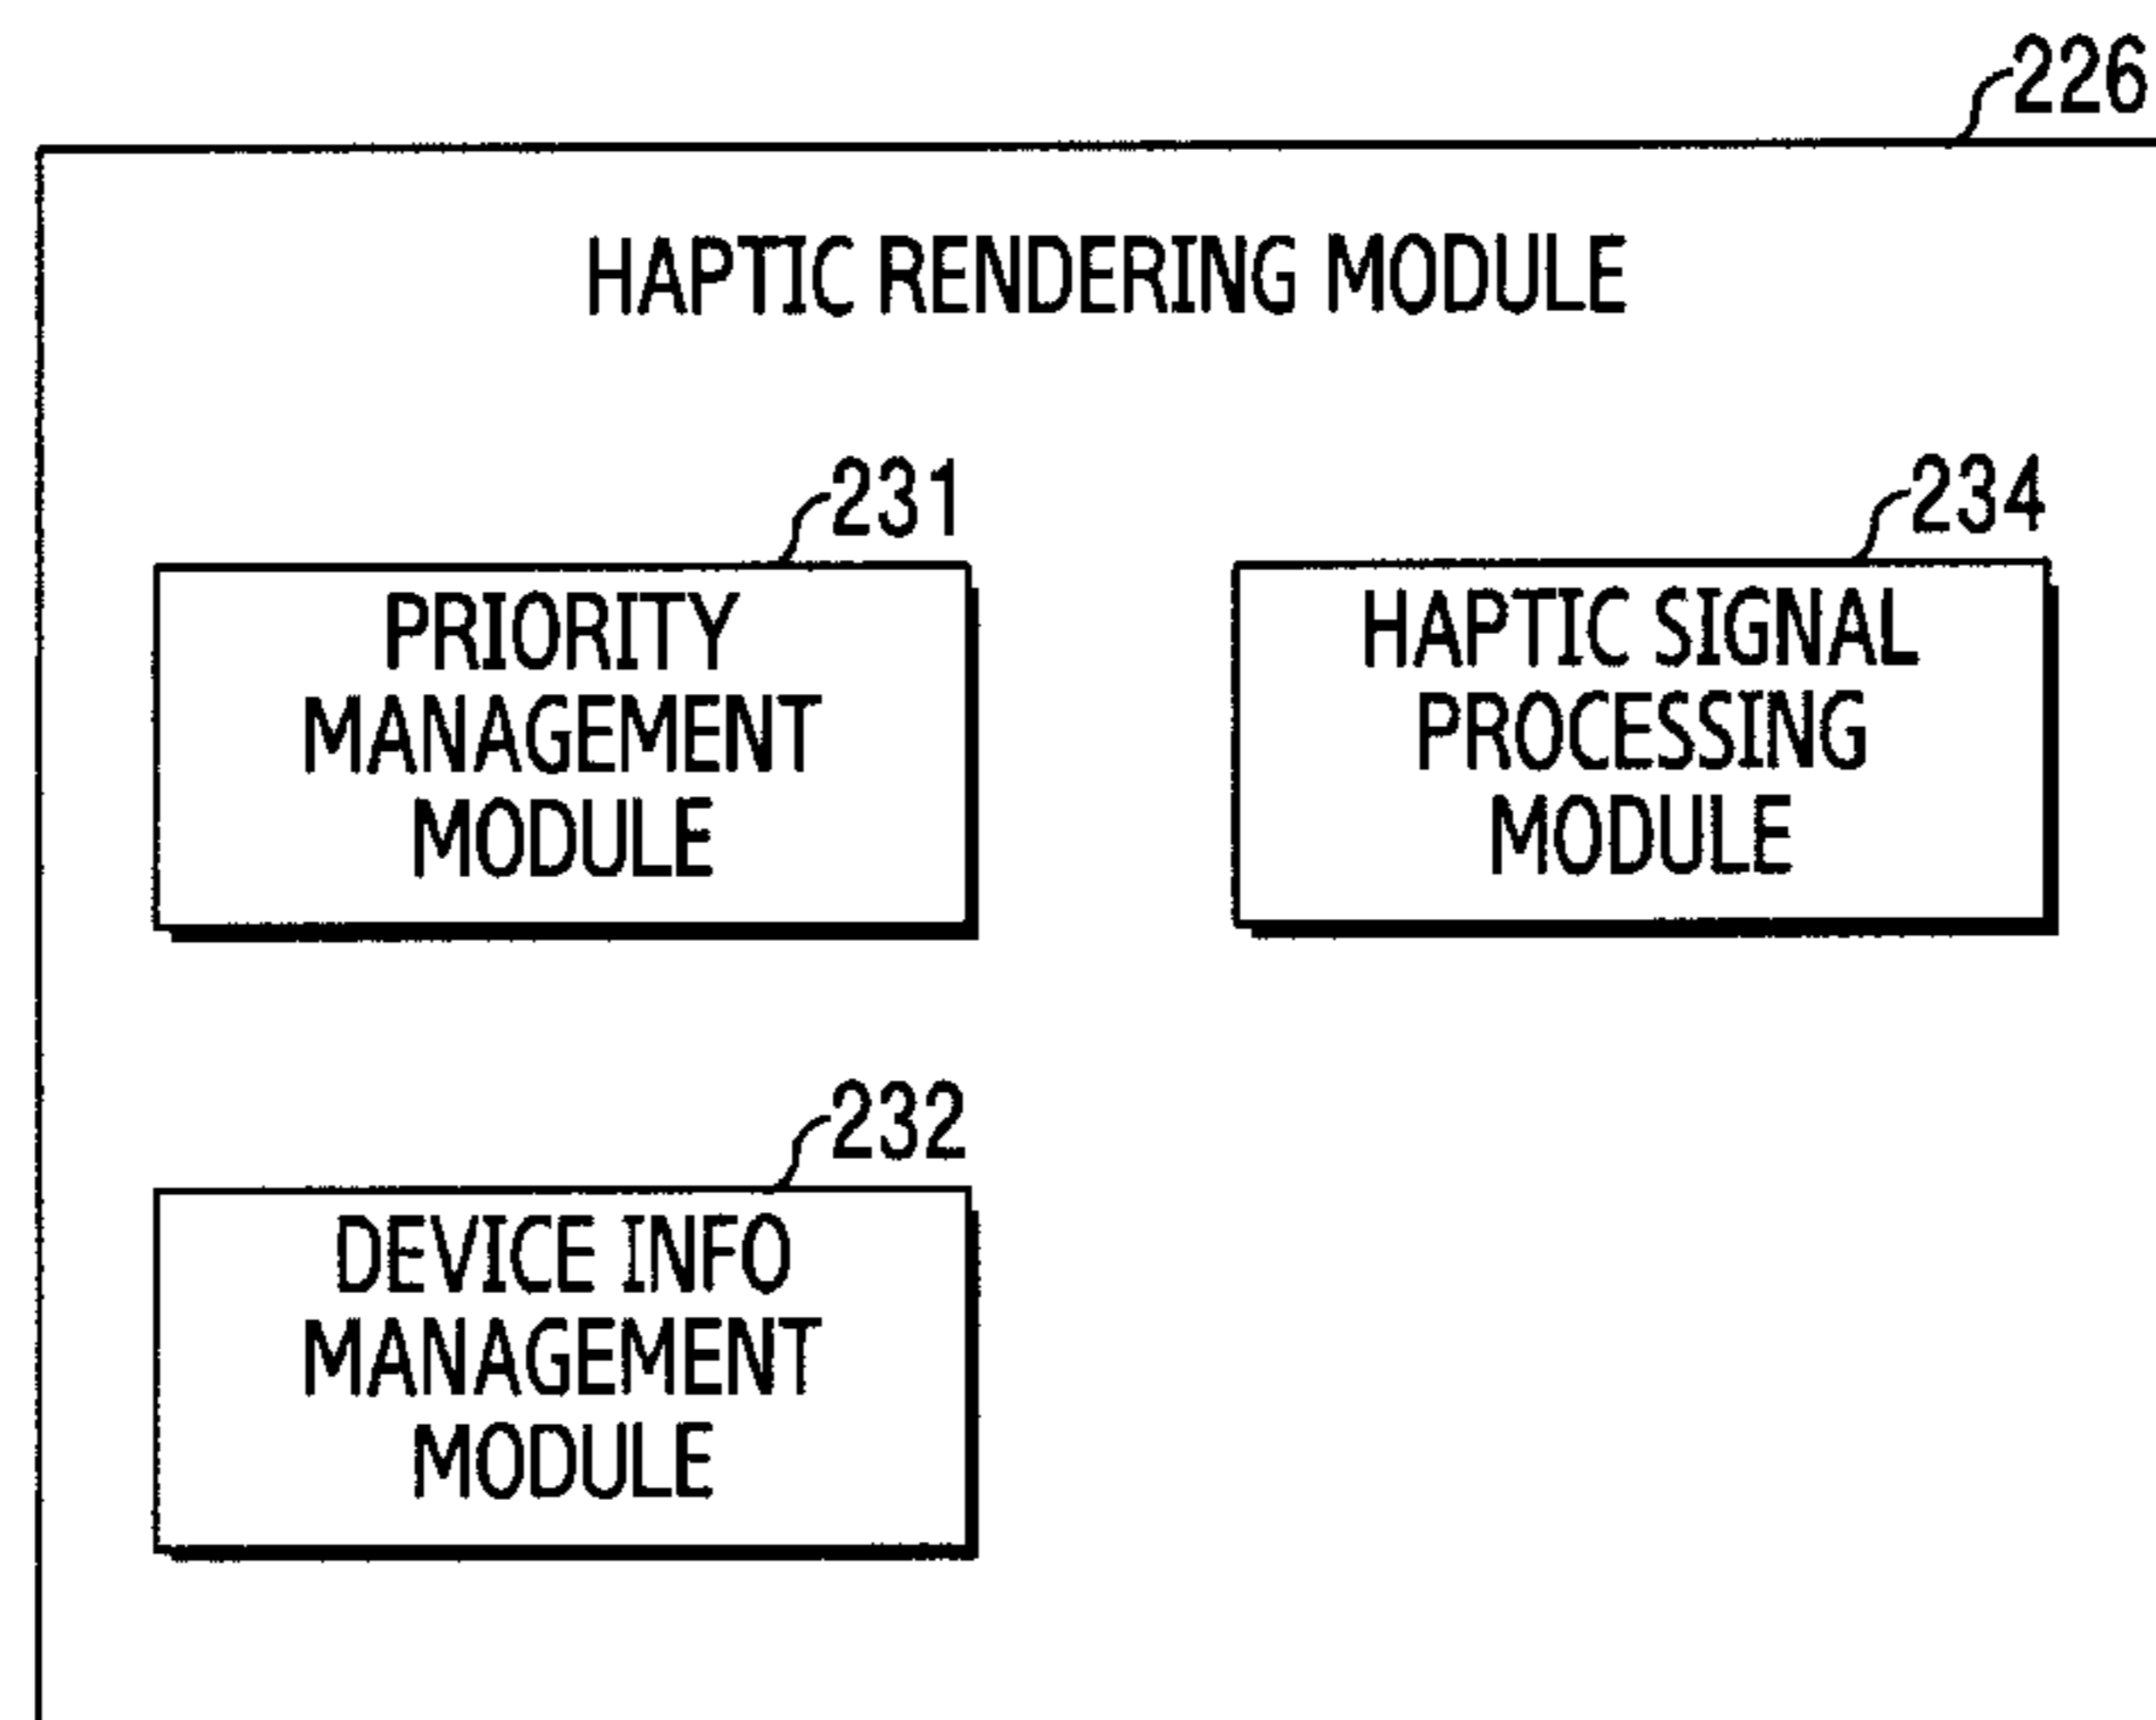 226
HAPTIC RENDERING MODULE
231
PRIORITY
MANAGEMENT
MODULE
234
HAPTIC SIGNAL
PROCESSING
MODULE
232
DEVICE INFO
MANAGEMENT
MODULE